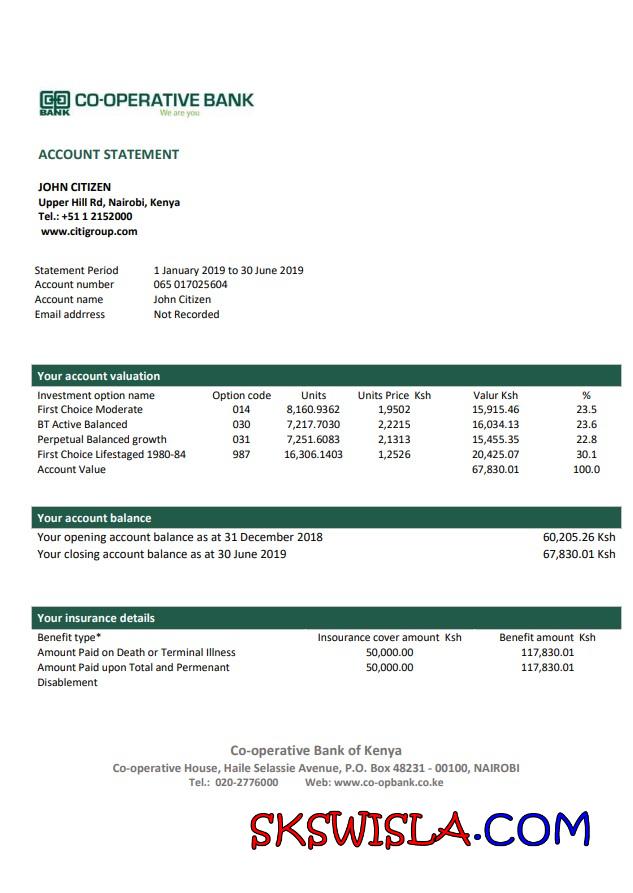 BANK
CO-OPERATIVE BANK
We are you
ACCOUNT STATEMENT
JOHN CITIZEN
Upper Hill Rd, Nairobi, Kenya
Tel.: +51 1 2152000
www.citigroup.com
Statement Period 1 January 2019 to 30 June 2019
Account number 065 017025604
Account name John Citizen
Email addrress Not Recorded
Your account valuation
Investment option name Option code Units Units Price Ksh Valur Ksh %
First Choice Moderate 014 8,160.9362 1,9502 15,915.46 23.5
BT Active Balanced 030 7,217.7030 2,2215 16,034.13 23.6
Perpetual Balanced growth 031 7,251.6083 2,1313 15,455.35 22.8
First Choice Lifestaged 1980-84 987 16,306.1403 1,2526 20,425.07 30.1
Account Value 67,830.01 100.0
Your account balance
Your opening account balance as at 31 December 2018 60,205.26 Ksh
Your closing account balance as at 30 June 2019 67,830.01 Ksh
Your insurance details
Benefit type* Insourance cover amount Ksh Benefit amount Ksh
Amount Paid on Death or Terminal Illness 50,000.00 117,830.01
Amount Paid upon Total and Permenant 50,000.00 117,830.01
Disablement
Co-operative Bank of Kenya
Co-operative House, Haile Selassie Avenue, P.O. Box 48231 - 00100, NAIROBI
Tel.: 020-2776000 Web: www.co-opbank.co.ke
SKSWISLA.COM